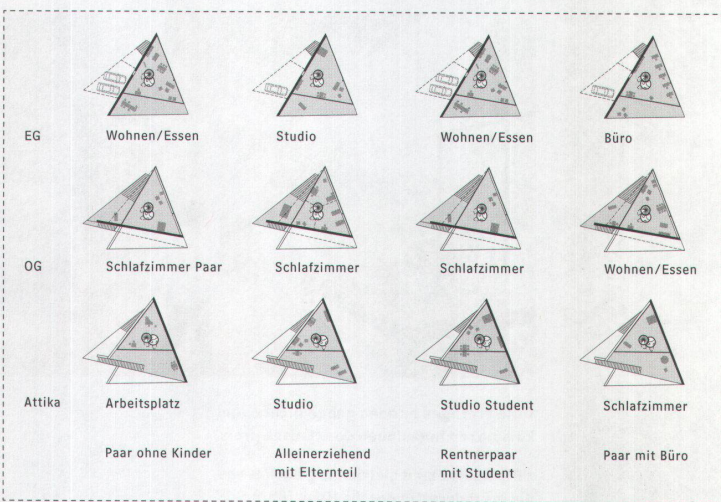 EG Wohnen/Essen Studio Wohnen/Essen Büro
OG Schlafzimmer Paar Schlafzimmer Schlafzimmer Wohnen/Essen
Attika Arbeitsplatz Studio Studio Student Schlafzimmer
Paar ohne Kinder Alleinerziehend Rentnerpaar Paar mit Büro
mit Elternteil mit Student